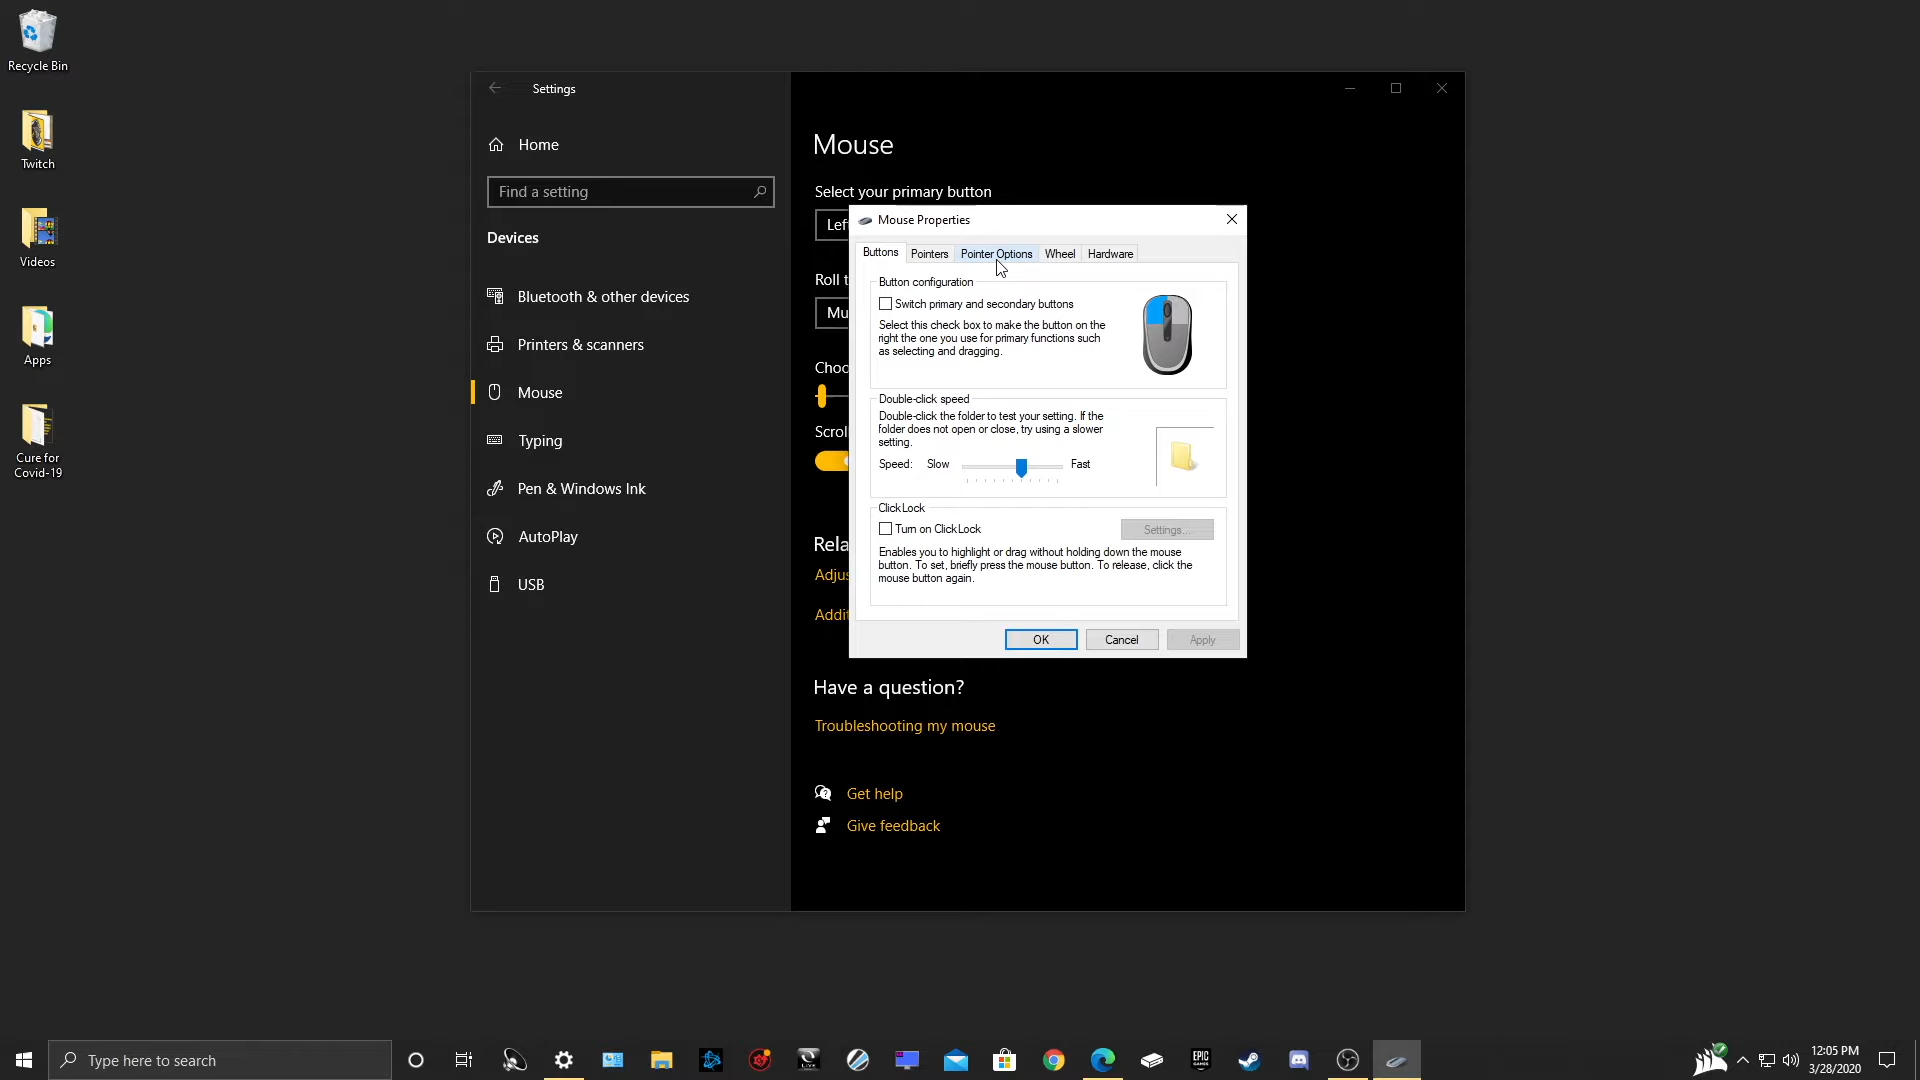 Recycle Bin
Twitch
Videos
Apps
Cure for
Covid-19
Settings
Home
Find a setting
Devices
Bluetooth & other devices
Printers & scanners
Mouse
Typing
Pen & Windows Ink
AutoPlay
USB
Mouse
Select your primary button
Lef
Roll t
Mu
Choo
Scrol
Rela
Adjus
Addit
Mouse Properties
Buttons Pointers Pointer Options Wheel Hardware
Button configuration
Switch primary and secondary buttons
Select this check box to make the button on the
right the one you use for primary functions such
as selecting and dragging.
Double-click speed
Double-click the folder to test your setting. If the
folder does not open or close, try using a slower
setting.
Speed: Slow Fast
ClickLock
Turn on ClickLock
Settings...
Enables you to highlight or drag without holding down the mouse
button. To set, briefly press the mouse button. To release, click the
mouse button again.
OK Cancel Apply
Have a question?
Troubleshooting my mouse
Get help
Give feedback
Type here to search
LIVE
EPIC
GAMES
12:05 PM
3/28/2020